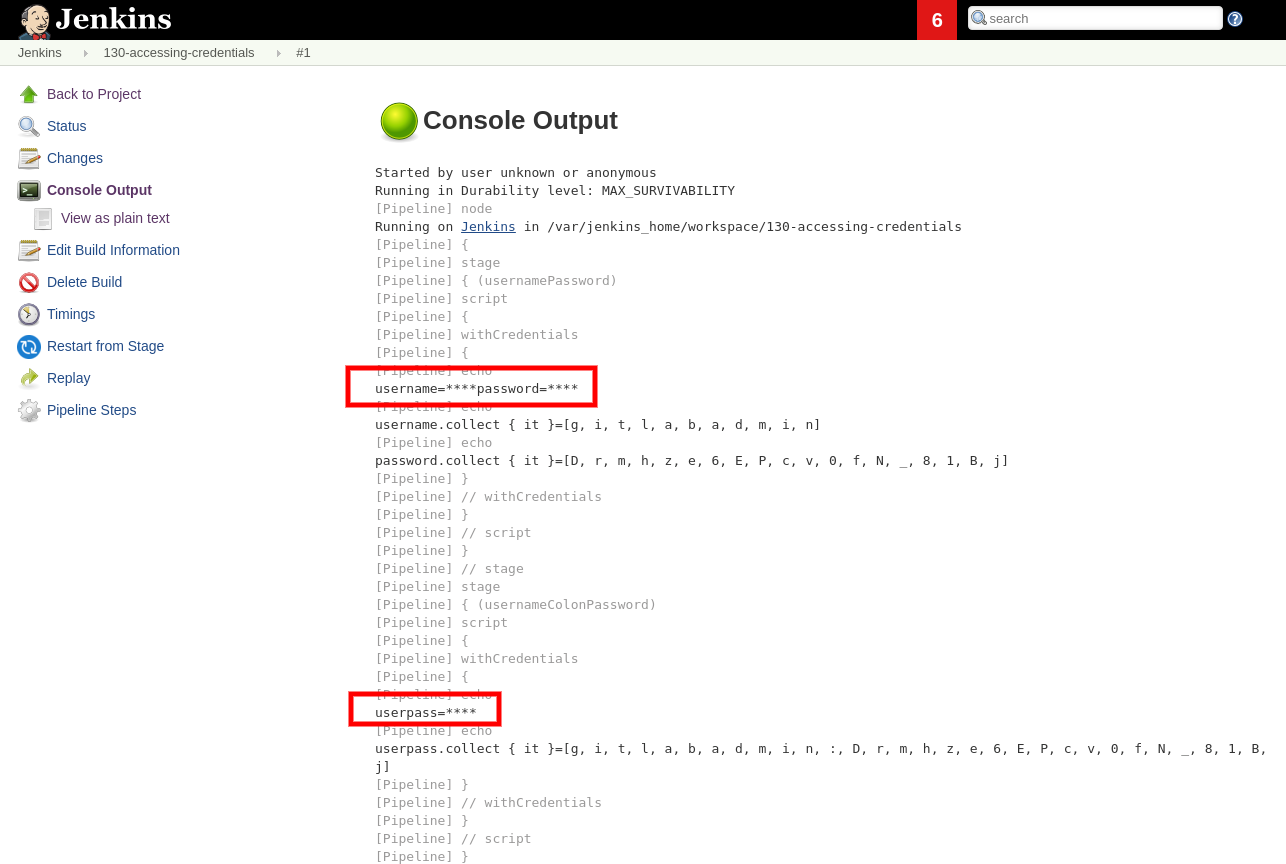 Jenkins
6
search
?
Jenkins
130-accessing-credentials
#1
Back to Project
Status
Changes
Console Output
View as plain text
Edit Build Information
Delete Build
Timings
Restart from Stage
Replay
Pipeline Steps
Console Output
Started by user unknown or anonymous
Running in Durability level: MAX_SURVIVABILITY
[Pipeline] node
Running on Jenkins in /var/jenkins_home/workspace/130-accessing-credentials
[Pipeline] {
[Pipeline] stage
[Pipeline] { (usernamePassword)
[Pipeline] script
[Pipeline] {
[Pipeline] withCredentials
[Pipeline] {
[Pipeline] echo
username=****password=****
[Pipeline] echo
username.collect { it }=[g, i, t, l, a, b, a, d, m, i, n]
[Pipeline] echo
password.collect { it }=[D, r, m, h, z, e, 6, E, P, c, v, 0, f, N, _, 8, 1, B, j]
[Pipeline] }
[Pipeline] // withCredentials
[Pipeline] }
[Pipeline] // script
[Pipeline] }
[Pipeline] // stage
[Pipeline] stage
[Pipeline] { (usernameColonPassword)
[Pipeline] script
[Pipeline] {
[Pipeline] withCredentials
[Pipeline] {
[Pipeline] echo
userpass=****
[Pipeline] echo
userpass.collect { it }=[g, i, t, l, a, b, a, d, m, i, n, :, D, r, m, h, z, e, 6, E, P, c, v, 0, f, N, _, 8, 1, B,
j]
[Pipeline] }
[Pipeline] // withCredentials
[Pipeline] }
[Pipeline] // script
[Pipeline] }